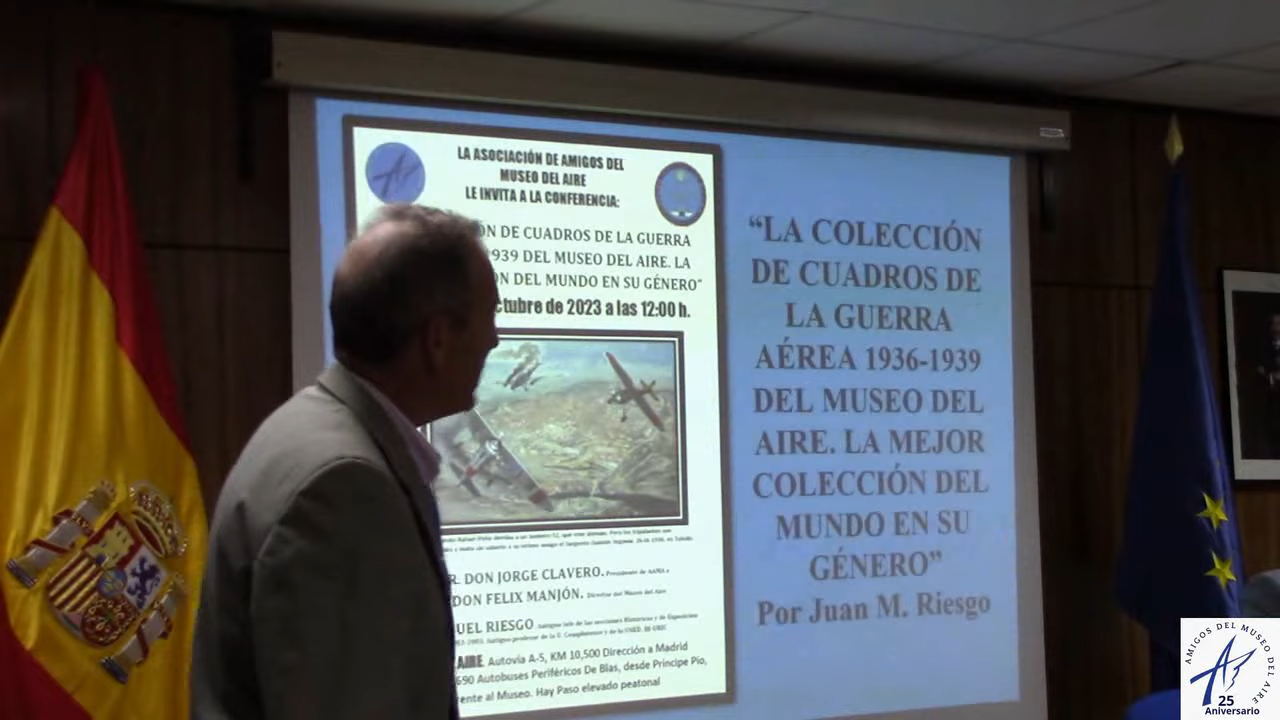 LA ASOCIACIÓN DE AMIGOS DEL
MUSEO DEL AIRE
LE INVITA A LA CONFERENCIA:
ÓN DE CUADROS DE LA GUERRA
939 DEL MUSEO DEL AIRE. LA
ÓN DEL MUNDO EN SU GÉNERO”
ctubre de 2023 a las 12:00 h.
R. DON JORGE CLAVERO. Presidente de AAMA
DON FELIX MANJÓN. Director del Museo del Aire
UEL RIESGO
AIRE. Autovía A-5, KM 10,500 Dirección a Madrid
690 Autobuses Periféricos De Blas, desde Principe Pío,
ente al Museo. Hay Paso elevado peatonal
“LA COLECCIÓN
DE CUADROS DE
LA GUERRA
AÉREA 1936-1939
DEL MUSEO DEL
AIRE. LA MEJOR
COLECCIÓN DEL
MUNDO EN SU
GÉNERO”
Por Juan M. Riesgo
AMIGOS DEL MUSEO DEL AIRE
25
Aniversario